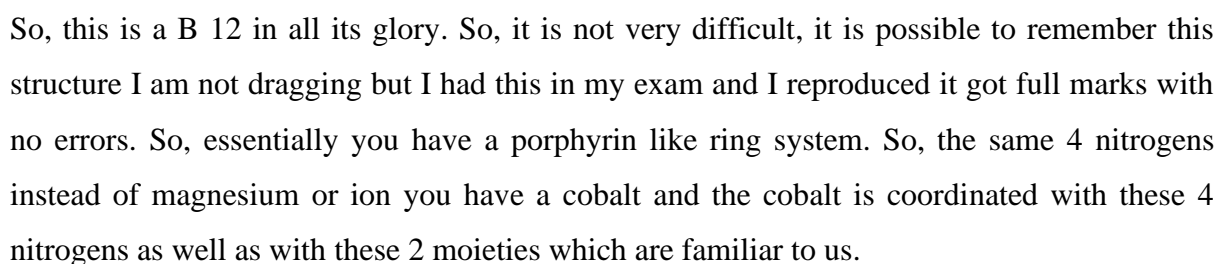 So, this is a B 12 in all its glory. So, it is not very difficult, it is possible to remember this
structure I am not dragging but I had this in my exam and I reproduced it got full marks with
no errors. So, essentially you have a porphyrin like ring system. So, the same 4 nitrogens
instead of magnesium or ion you have a cobalt and the cobalt is coordinated with these 4
nitrogens as well as with these 2 moieties which are familiar to us.